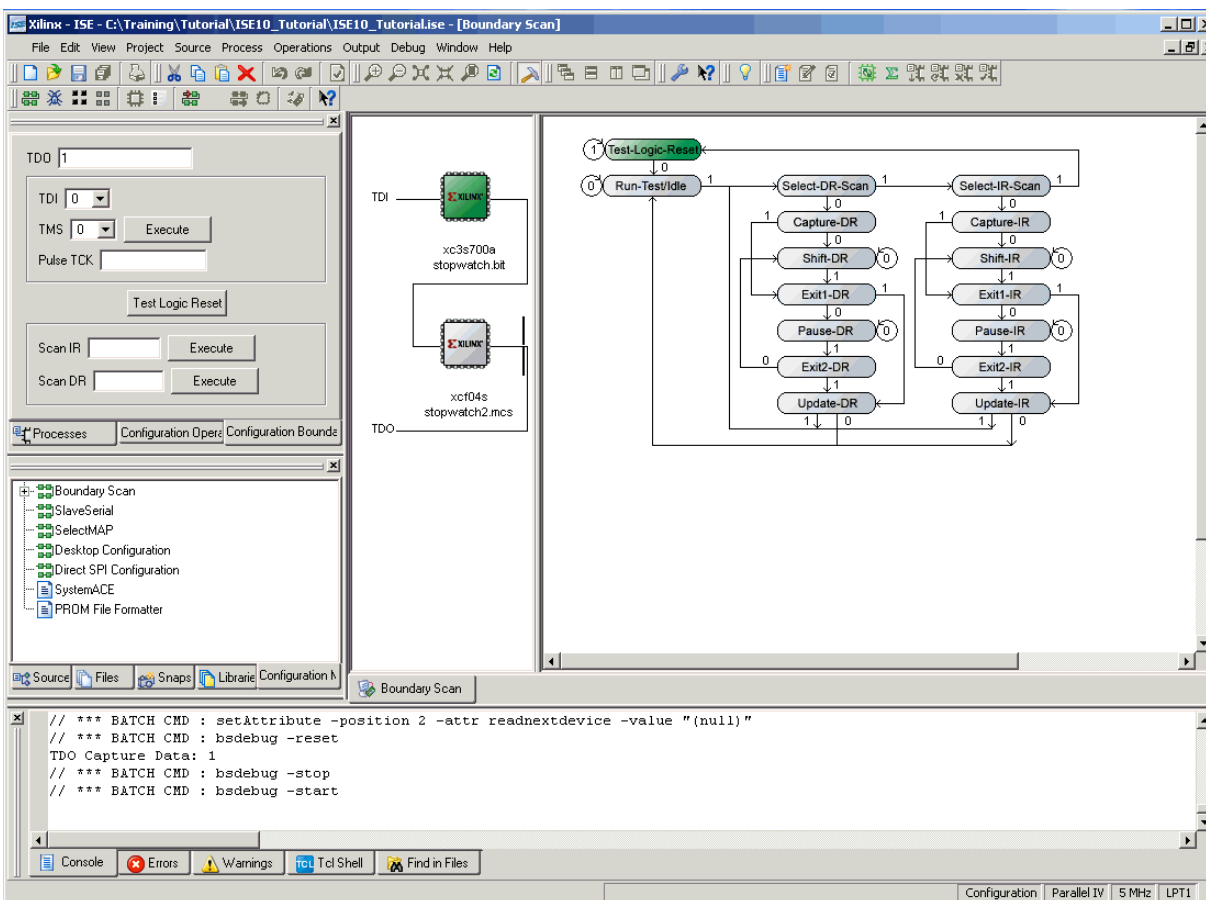 Xilinx - ISE - C:\Training\Tutorial\ISE10_Tutorial\ISE10_Tutorial.ise - [Boundary Scan]
File Edit View Project Source Process Operations Output Debug Window Help
TDO 1
TDI 0
TMS 0 Execute
Pulse TCK
Test Logic Reset
Scan IR Execute
Scan DR Execute
Processes Configuration Opera Configuration Bounda
Boundary Scan
SlaveSerial
SelectMAP
Desktop Configuration
Direct SPI Configuration
SystemACE
PROM File Formatter
Source Files Snaps Librarie Configuration M
TDI
XILINX
xc3s700a
stopwatch.bit
XILINX
xcf04s
stopwatch2.mcs
TDO
1 Test-Logic-Reset
0
0 Run-Test/Idle 1 Select-DR-Scan 1 Select-IR-Scan 1
0 0
1 Capture-DR 1 Capture-IR
0 0
Shift-DR 0 Shift-IR 0
1 1
Exit1-DR 1 Exit1-IR 1
0 0
Pause-DR 0 Pause-IR 0
1 1
0 Exit2-DR 0 Exit2-IR
1 1
Update-DR Update-IR
1 0 1 0
Boundary Scan
// *** BATCH CMD : setAttribute -position 2 -attr readnextdevice -value "(null)"
// *** BATCH CMD : bsdebug -reset
TDO Capture Data: 1
// *** BATCH CMD : bsdebug -stop
// *** BATCH CMD : bsdebug -start
Console Errors Warnings TCL Tcl Shell Find in Files
Configuration Parallel IV 5 MHz LPT1